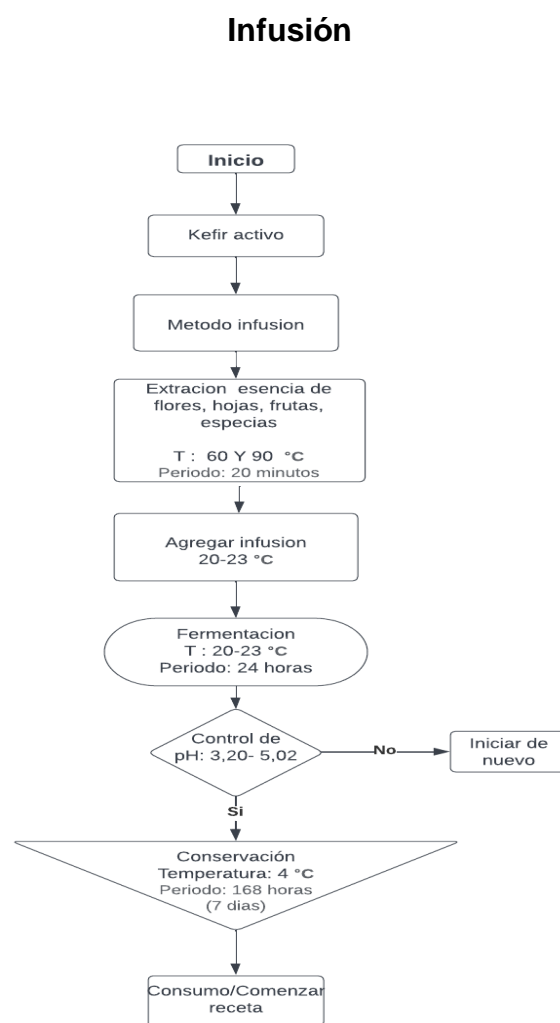 Infusión
Inicio
Kefir activo
Metodo infusion
Extracion esencia de
flores, hojas, frutas,
especias
T : 60 Y 90 °C
Periodo: 20 minutos
Agregar infusion
20-23 °C
Fermentacion
T : 20-23 °C
Periodo: 24 horas
Control de
pH: 3,20- 5,02
No
Iniciar de
nuevo
Si
Conservación
Temperatura: 4 °C
Periodo: 168 horas
(7 dias)
Consumo/Comenzar
receta